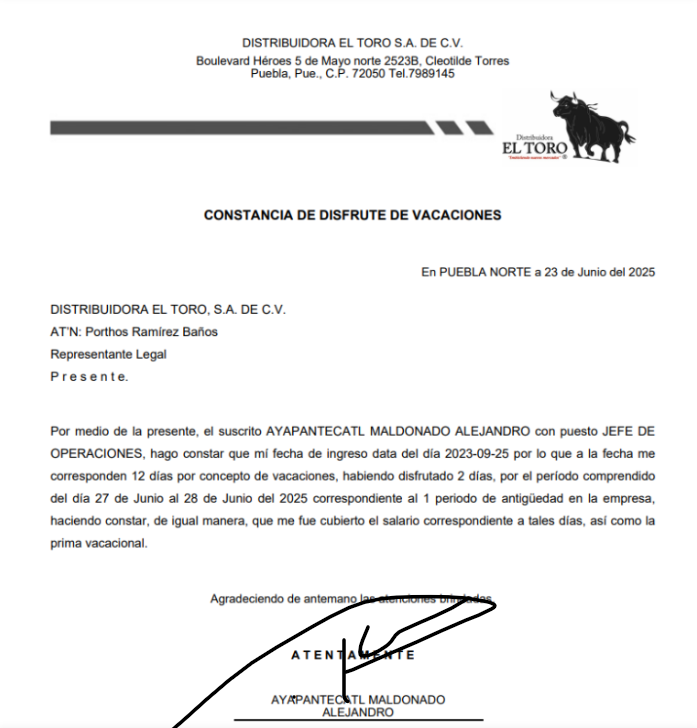 DISTRIBUIDORA EL TORO S.A. DE C.V.
Boulevard Héroes 5 de Mayo norte 2523B, Cleotilde Torres
Puebla, Pue., C.P. 72050 Tel.7989145
Distribuidora
EL TORO
CONSTANCIA DE DISFRUTE DE VACACIONES
En PUEBLA NORTE a 23 de Junio del 2025
DISTRIBUIDORA EL TORO, S.A. DE C.V.
AT'N: Porthos Ramírez Baños
Representante Legal
P r e s e n t e.
Por medio de la presente, el suscrito AYAPANTECATL MALDONADO ALEJANDRO con puesto JEFE DE
OPERACIONES, hago constar que mí fecha de ingreso data del día 2023-09-25 por lo que a la fecha me
corresponden 12 días por concepto de vacaciones, habiendo disfrutado 2 días, por el período comprendido
del día 27 de Junio al 28 de Junio del 2025 correspondiente al 1 periodo de antigüedad en la empresa,
haciendo constar, de igual manera, que me fue cubierto el salario correspondiente a tales días, así como la
prima vacacional.
Agradeciendo de antemano las atenciones brindadas
A T E N T A M E N T E
AYAPANTECATL MALDONADO
ALEJANDRO